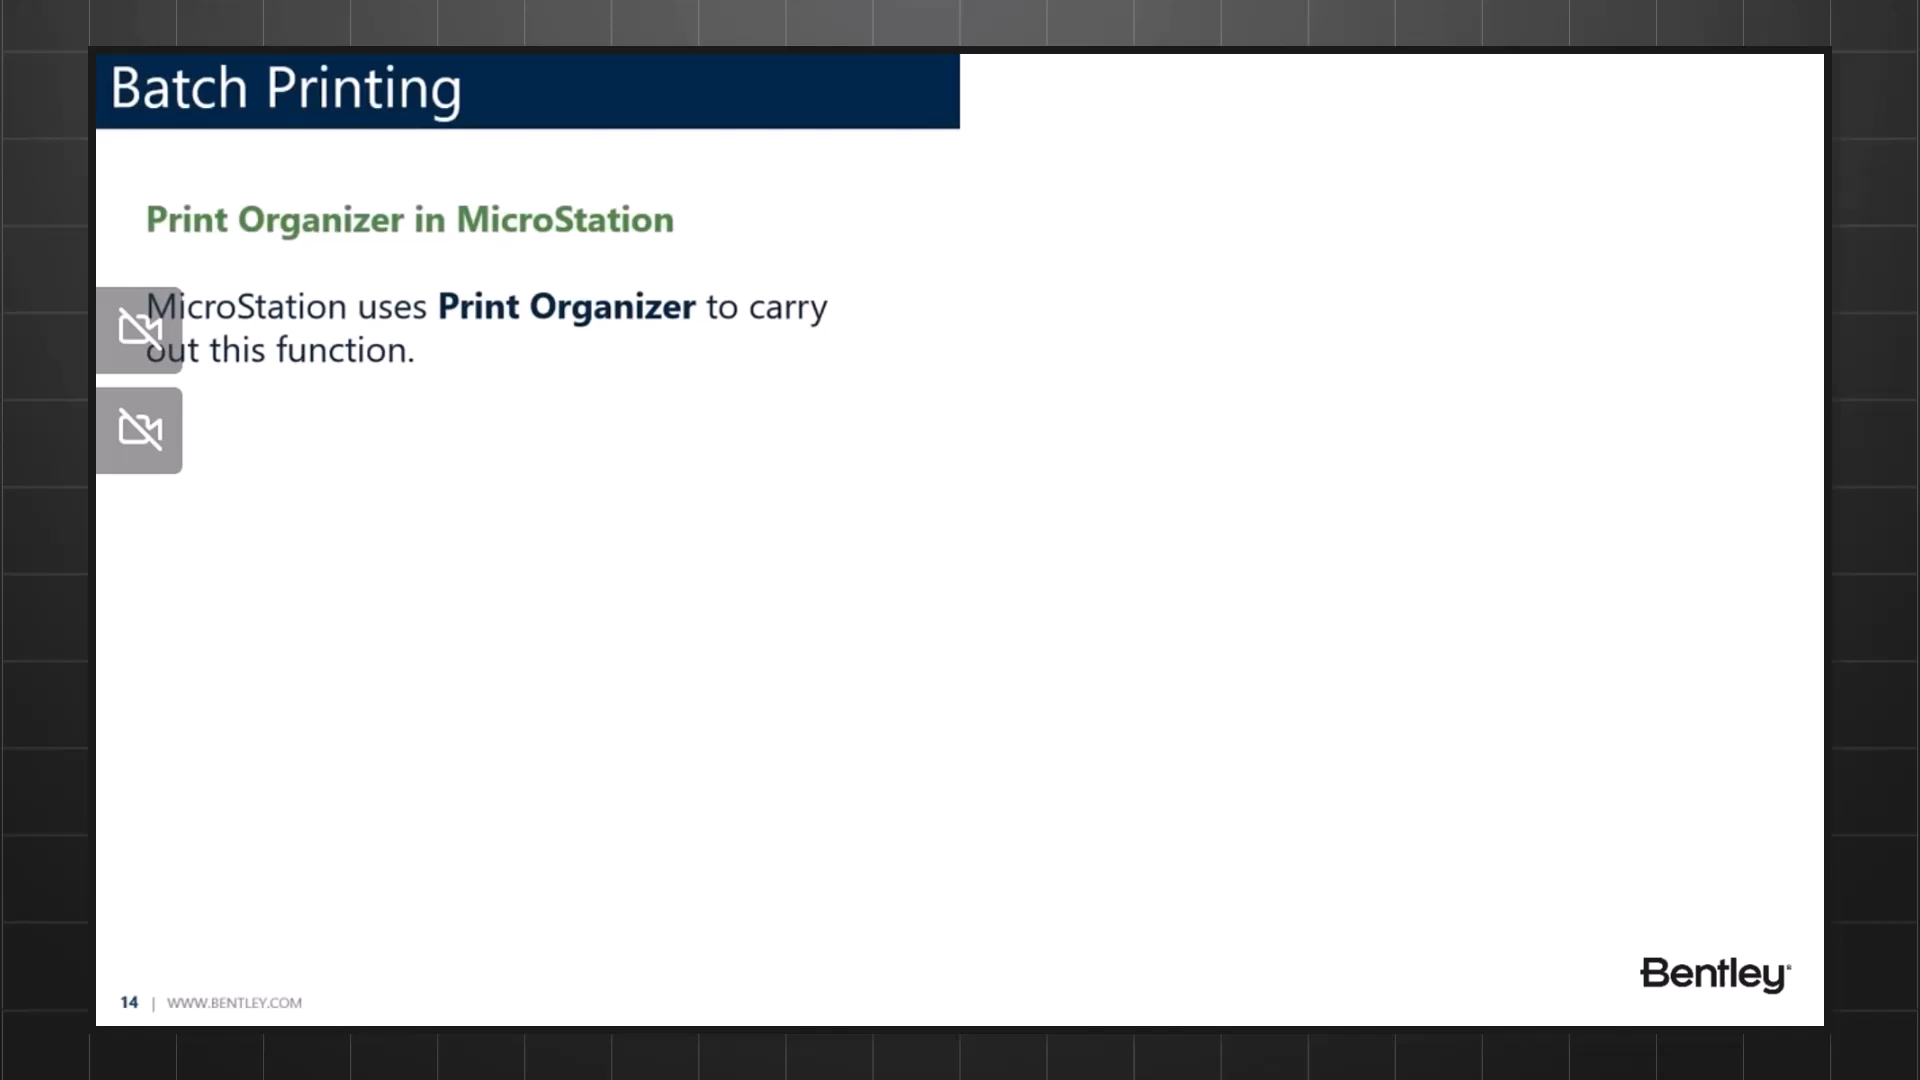 Batch Printing
Print Organizer in MicroStation
MicroStation uses Print Organizer to carry
out this function.
Bentley
14 | WWW.BENTLEY.COM